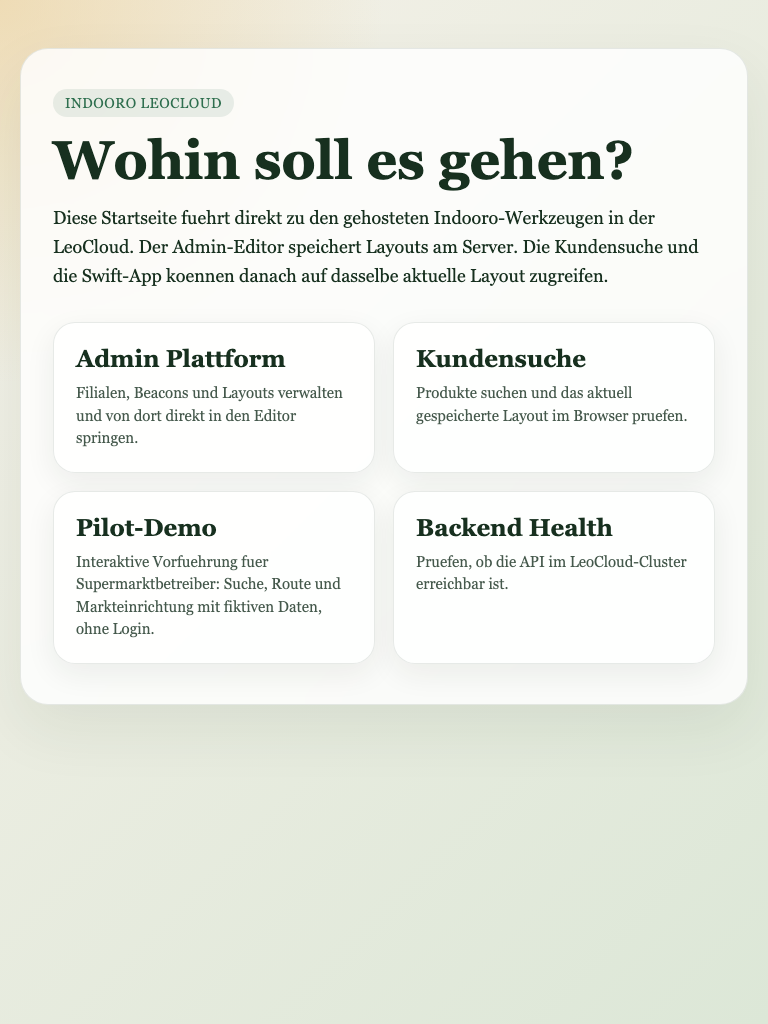 INDOORO LEOCLOUD
Wohin soll es gehen?
Diese Startseite fuehrt direkt zu den gehosteten Indooro-Werkzeugen in der
LeoCloud. Der Admin-Editor speichert Layouts am Server. Die Kundensuche und
die Swift-App koennen danach auf dasselbe aktuelle Layout zugreifen.
Admin Plattform
Filialen, Beacons und Layouts verwalten
und von dort direkt in den Editor
springen.
Kundensuche
Produkte suchen und das aktuell
gespeicherte Layout im Browser pruefen.
Pilot-Demo
Interaktive Vorfuehrung fuer
Supermarktbetreiber: Suche, Route und
Markteinrichtung mit fiktiven Daten,
ohne Login.
Backend Health
Pruefen, ob die API im LeoCloud-Cluster
erreichbar ist.